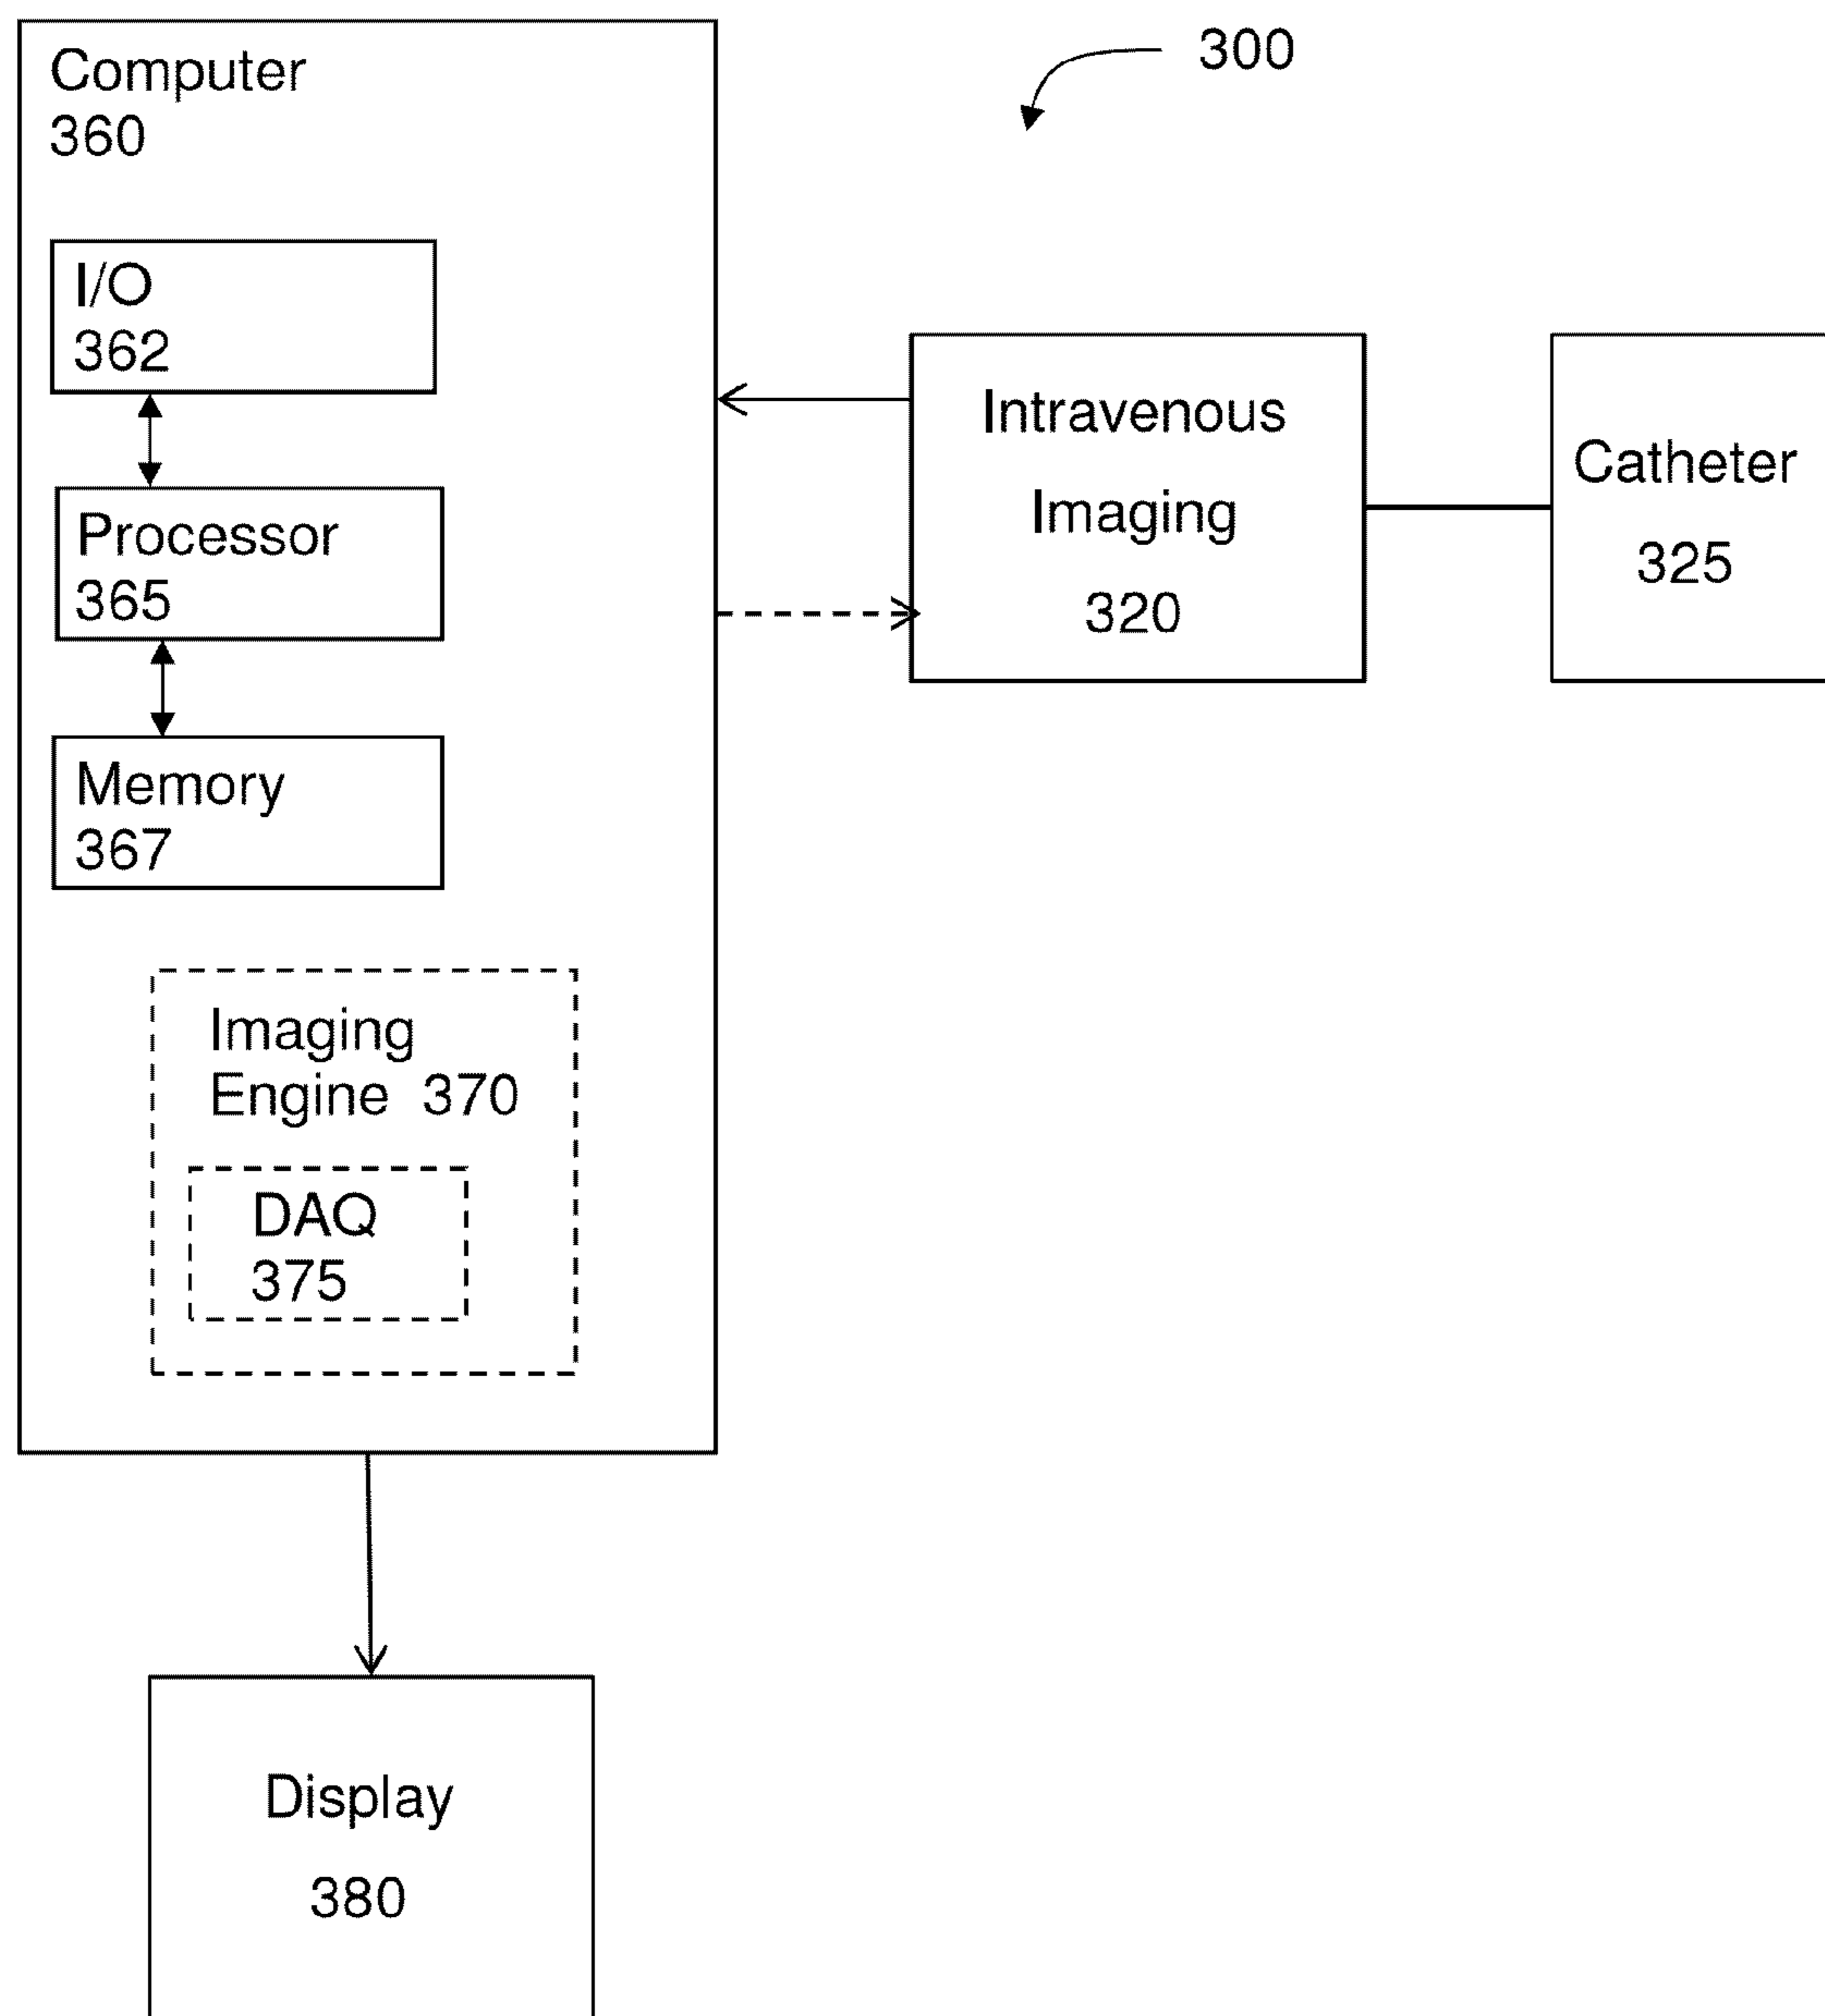 Computer
360
300
I/O
362
Processor
365
Memory
367
Imaging
Engine 370
DAQ
375
Intravenous
Imaging
320
Catheter
325
Display
380